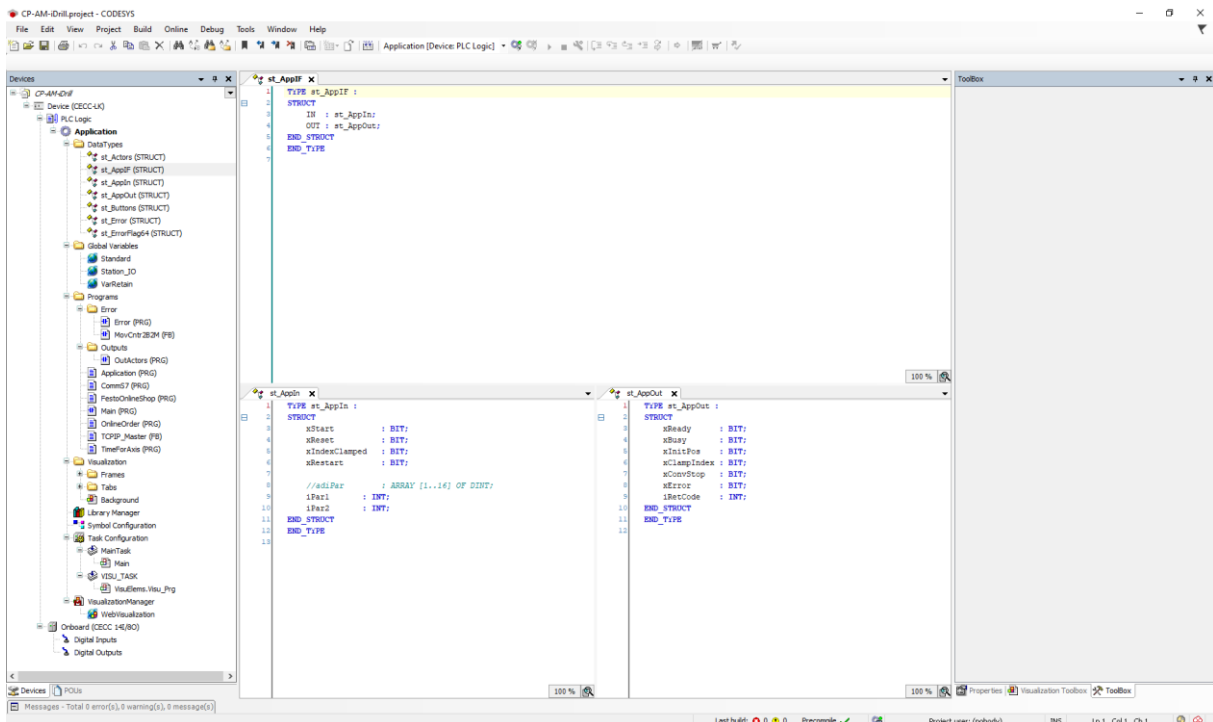 CP-AM-iDrill.project - CODESYS
File Edit View Project Build Online Debug Tools Window Help
Application [Device: PLC Logic]
Devices
CP-AM-iDrill
Device (CECC-LK)
PLC Logic
Application
DataTypes
st_Actors (STRUCT)
st_AppIF (STRUCT)
st_AppIn (STRUCT)
st_AppOut (STRUCT)
st_Buttons (STRUCT)
st_Error (STRUCT)
st_ErrorFlag64 (STRUCT)
Global Variables
Standard
Station_IO
VarRetain
Programs
Error
Error (PRG)
MovCntr2B2M (FB)
Outputs
OutActors (PRG)
Application (PRG)
CommS7 (PRG)
FestoOnlineShop (PRG)
Main (PRG)
OnlineOrder (PRG)
TCPIP_Master (FB)
TimeForAxis (PRG)
Visualization
Frames
Tabs
Background
Library Manager
Symbol Configuration
Task Configuration
MainTask
Main
VISU_TASK
VisuElems.Visu_Prg
VisualizationManager
WebVisualization
Onboard (CECC 14I/8O)
Digital Inputs
Digital Outputs
Devices POUs
st_AppIF
1 TYPE st_AppIF :
2 STRUCT
3 IN : st_AppIn;
4 OUT : st_AppOut;
5 END_STRUCT
6 END_TYPE
7
100 %
st_AppIn
1 TYPE st_AppIn :
2 STRUCT
3 xStart : BIT;
4 xReset : BIT;
5 xIndexClamped : BIT;
6 xRestart : BIT;
7
8 //adiPar : ARRAY [1..16] OF DINT;
9 iPar1 : INT;
10 iPar2 : INT;
11 END_STRUCT
12 END_TYPE
13
100 %
st_AppOut
1 TYPE st_AppOut :
2 STRUCT
3 xReady : BIT;
4 xBusy : BIT;
5 xInitPos : BIT;
6 xClampIndex : BIT;
7 xConvStop : BIT;
8 xError : BIT;
9 iRetCode : INT;
10 END_STRUCT
11 END_TYPE
12
100 %
ToolBox
Properties Visualization Toolbox ToolBox
Messages - Total 0 error(s), 0 warning(s), 0 message(s)
Last build: 0 0 Precompile Project user: (nobody) INS Ln 1 Col 1 Ch 1